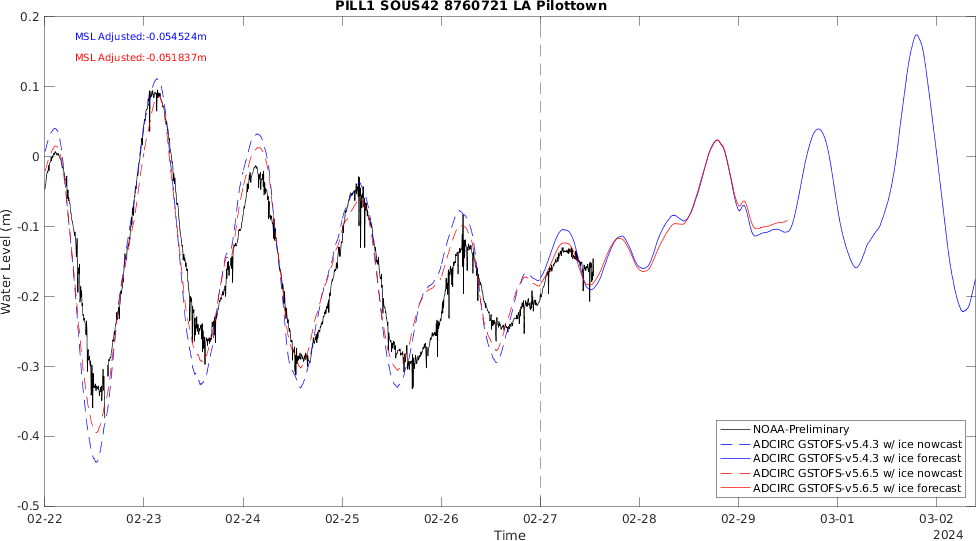 PILL1 SOUS42 8760721 LA Pilottown
MSL Adjusted:-0.054524m
MSL Adjusted:-0.051837m
0.2
0.1
0
-0.1
-0.2
-0.3
-0.4
-0.5
Water Level (m)
NOAA-Preliminary
ADCIRC GSTOFS-v5.4.3 w/ ice nowcast
ADCIRC GSTOFS-v5.4.3 w/ ice forecast
ADCIRC GSTOFS-v5.6.5 w/ ice nowcast
ADCIRC GSTOFS-v5.6.5 w/ ice forecast
02-22 02-23 02-24 02-25 02-26 02-27 02-28 02-29 03-01 03-02
Time
2024